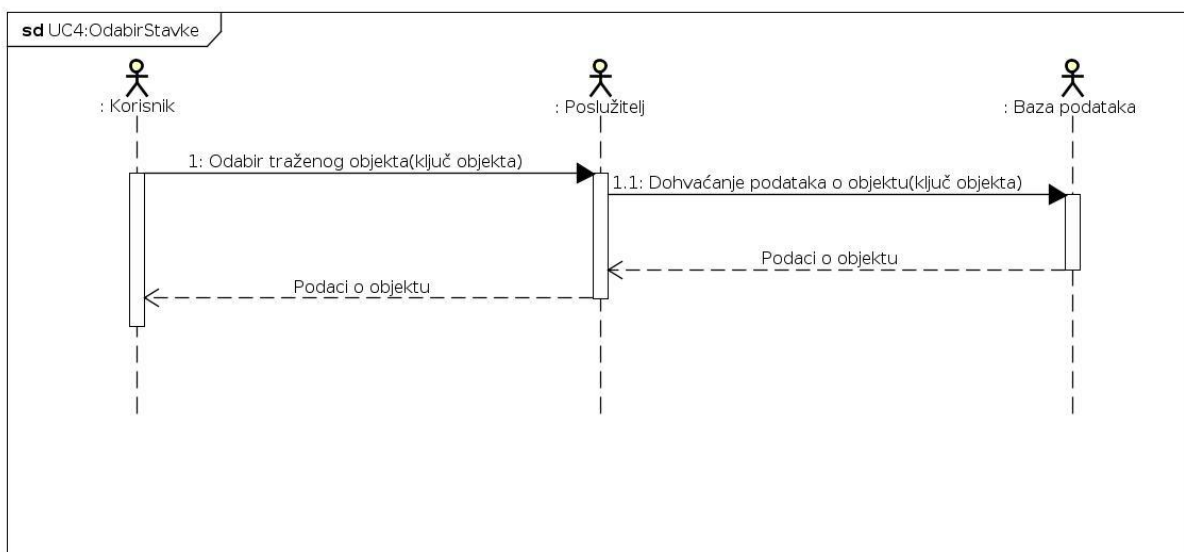 sd UC4:OdabirStavke
: Korisnik
: Poslužitelj
: Baza podataka
1: Odabir traženog objekta(ključ objekta)
1.1: Dohvaćanje podataka o objektu(ključ objekta)
Podaci o objektu
Podaci o objektu